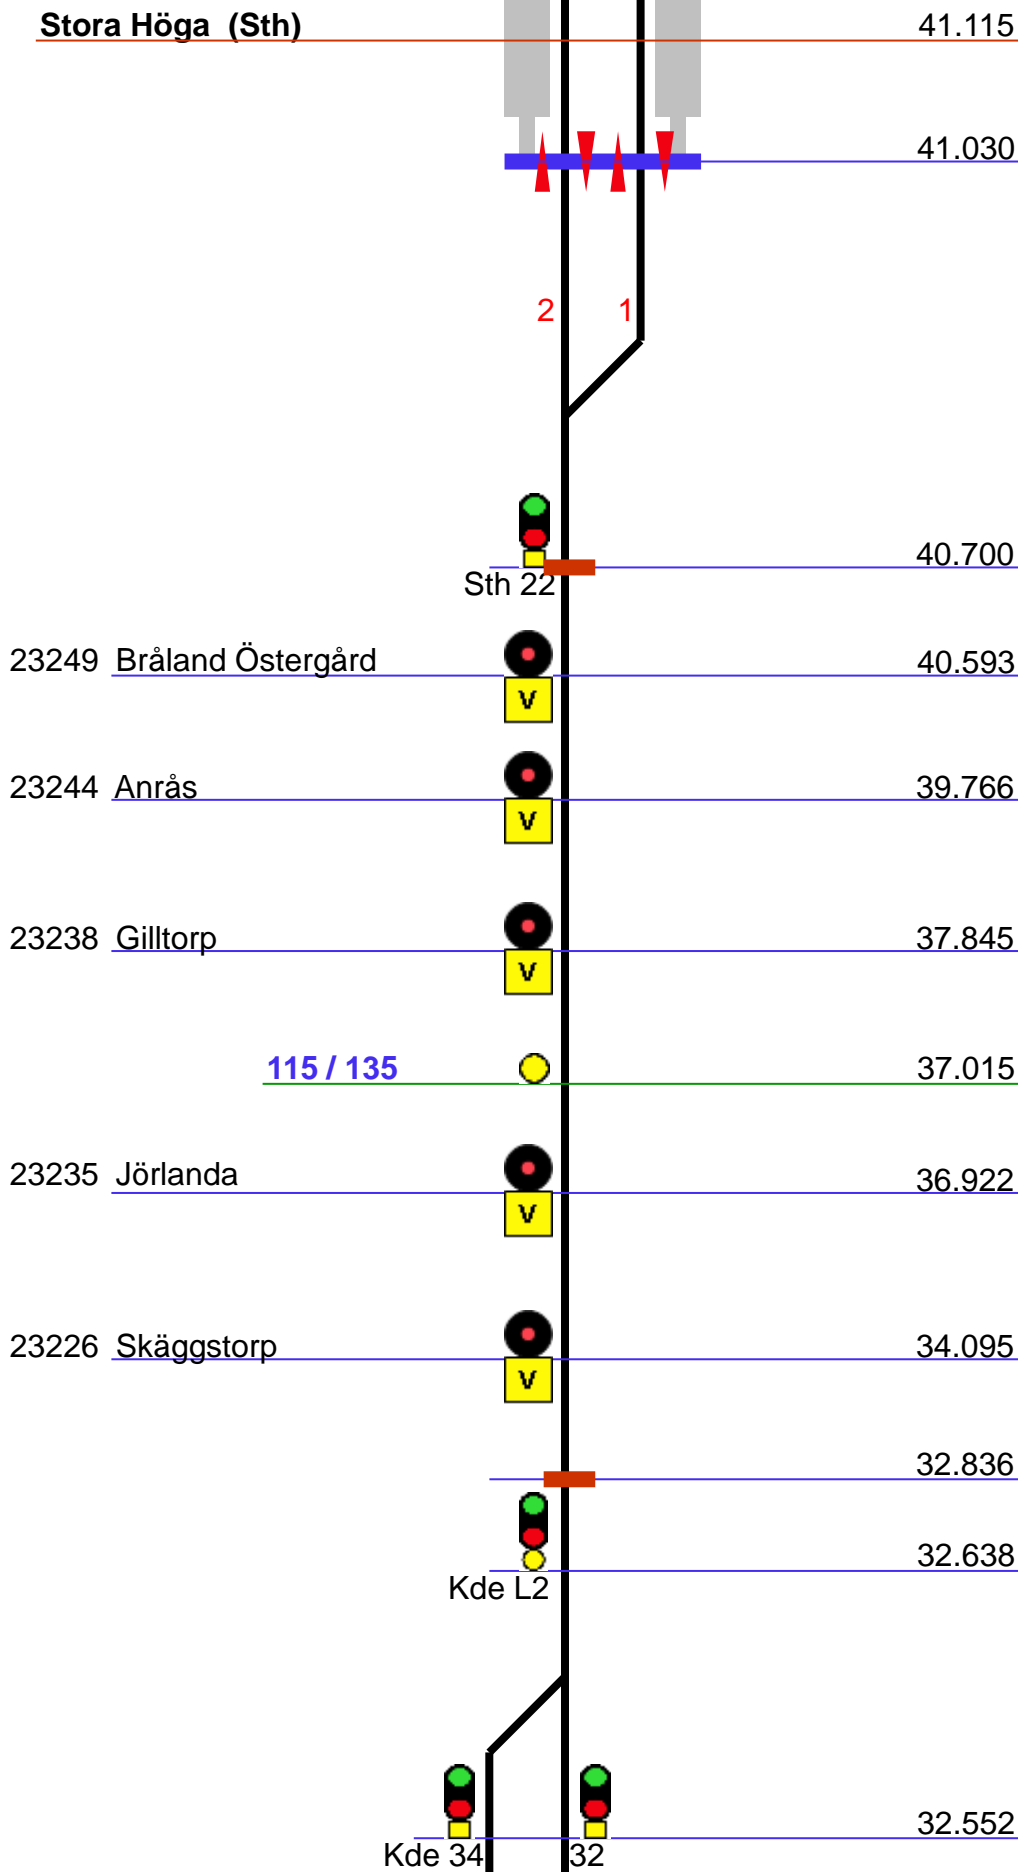 Stora Höga (Sth) 41.115
41.030
2 1
40.700
Sth 22
23249 Bråland Östergård 40.593
V
23244 Anrås 39.766
V
23238 Gilltorp 37.845
V
115 / 135 37.015
23235 Jörlanda 36.922
V
23226 Skäggstorp 34.095
V
32.836
32.638
Kde L2
32.552
Kde 34 32